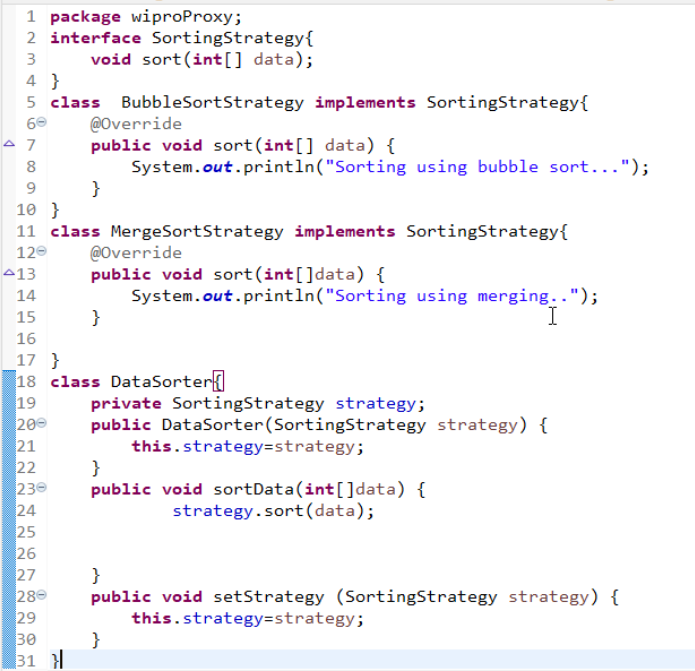 1 package wiproProxy;
2 interface SortingStrategy{
3     void sort(int[] data);
4 }
5 class  BubbleSortStrategy implements SortingStrategy{
6     @Override
7     public void sort(int[] data) {
8         System.out.println("Sorting using bubble sort...");
9     }
10 }
11 class MergeSortStrategy implements SortingStrategy{
12     @Override
13     public void sort(int[]data) {
14         System.out.println("Sorting using merging..");
15     }
16
17 }
18 class DataSorter{
19     private SortingStrategy strategy;
20     public DataSorter(SortingStrategy strategy) {
21         this.strategy=strategy;
22     }
23     public void sortData(int[]data) {
24             strategy.sort(data);
25
26
27     }
28     public void setStrategy (SortingStrategy strategy) {
29         this.strategy=strategy;
30     }
31 }